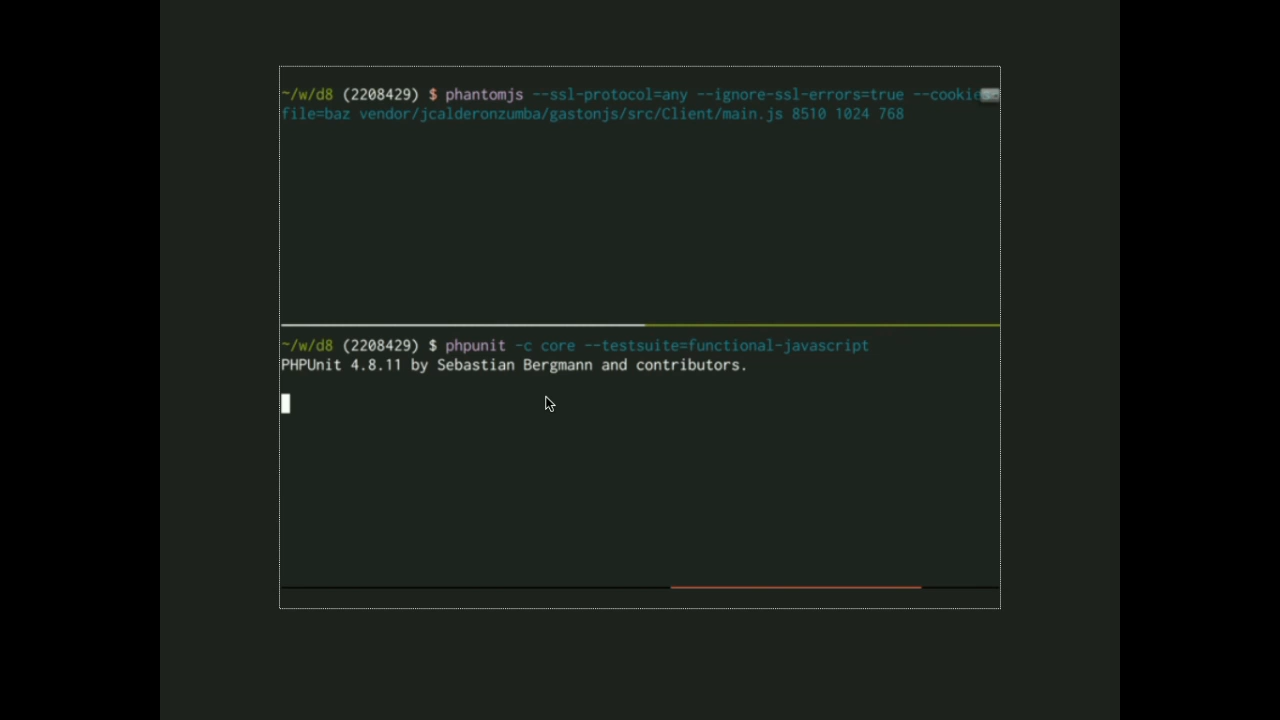 ~/w/d8 (2208429) $ phantomjs --ssl-protocol=any --ignore-ssl-errors=true --cookie
file=baz vendor/jcalderonzumba/gastonjs/src/Client/main.js 8510 1024 768
~/w/d8 (2208429) $ phpunit -c core --testsuite=functional-javascript
PHPUnit 4.8.11 by Sebastian Bergmann and contributors.